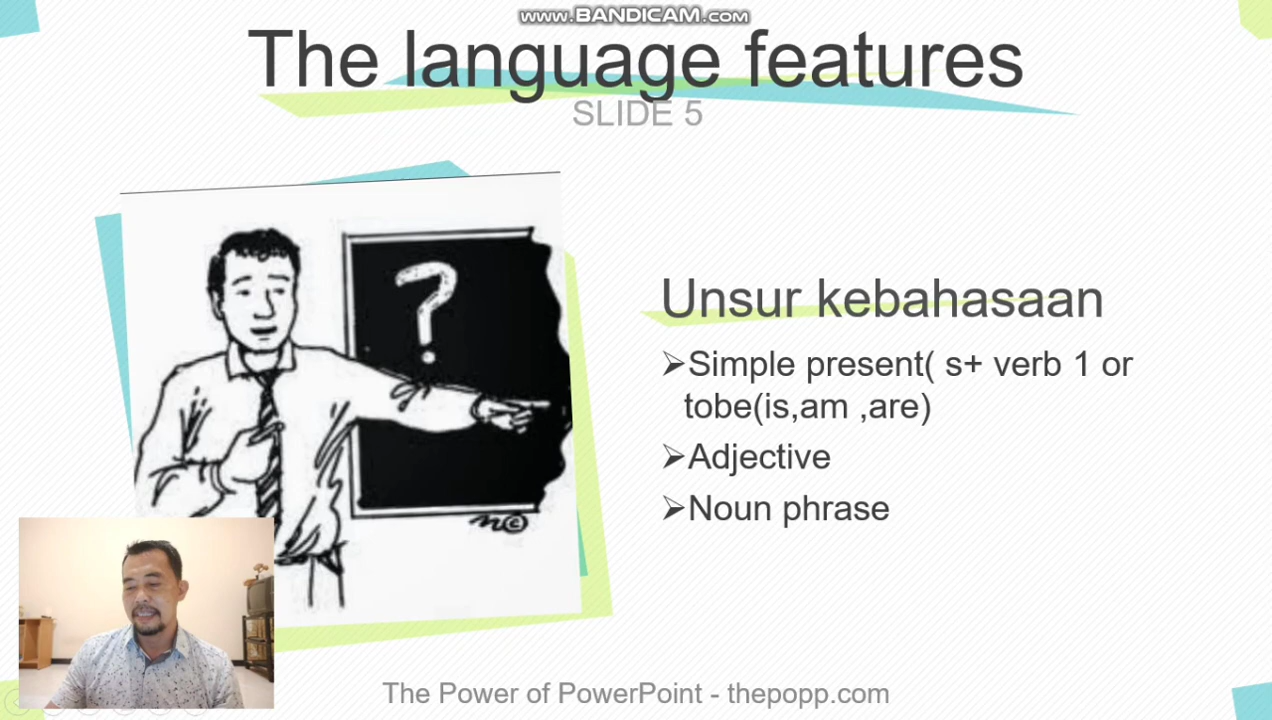 www.BANDICAM.com
The language features
SLIDE 5
?
Unsur kebahasaan
➢Simple present( s+ verb 1 or
tobe(is,am ,are)
➢Adjective
➢Noun phrase
The Power of PowerPoint - thepopp.com